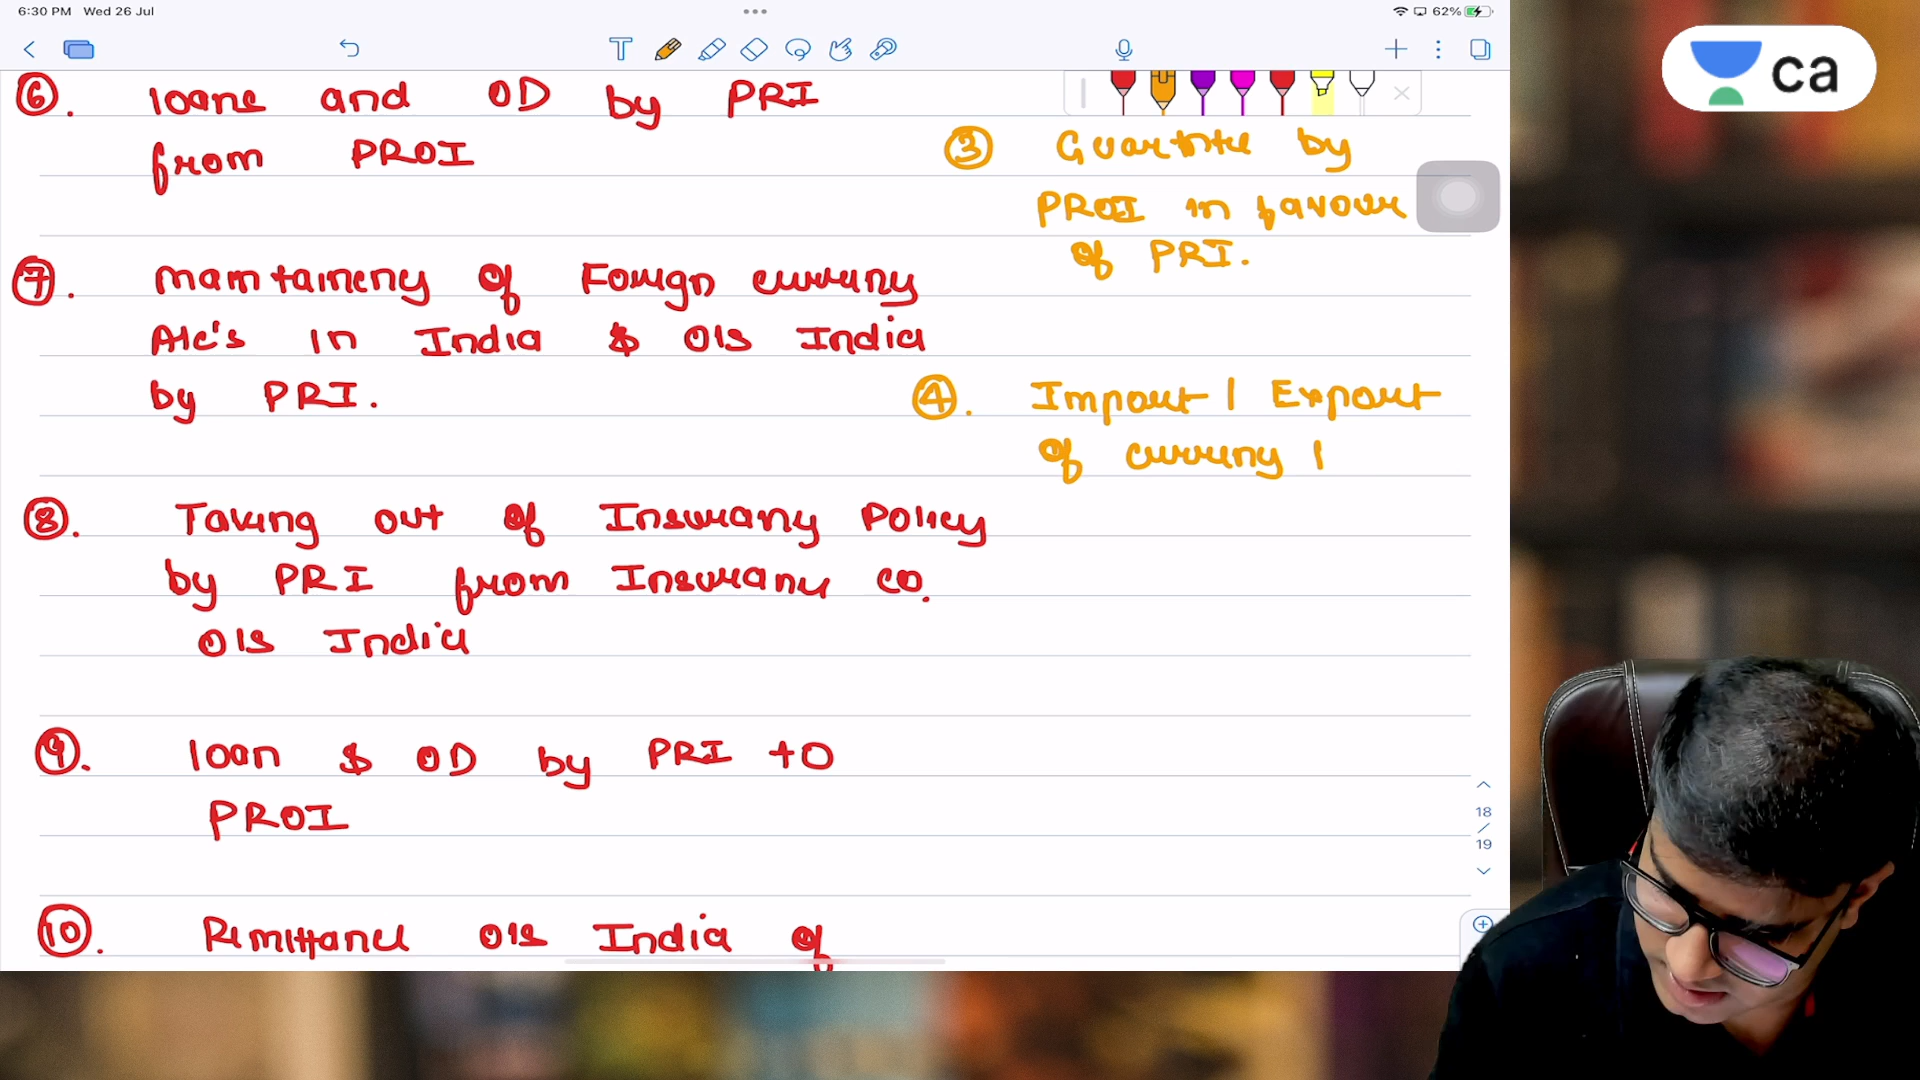 6:30 PM Wed 26 Jul
62%
ca
⑥. loans and OD by PRI
from PROI
⑦. maintaineny of Foreign currency
A/c's in India & O/s India
by PRI.
⑧. Taking out of Insurany Policy
by PRI from Insurany co.
O/s India
⑨. loan & OD by PRI to
PROI
⑩. Remittance O/s India of
③ Guarantee by
PROI in favour
of PRI.
④. Import / Export
of currency /
18
/
19